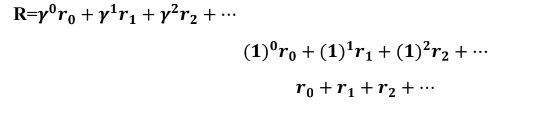 R=γ⁰r₀ + γ¹r₁ + γ²r₂ + ⋯
(1)⁰r₀ + (1)¹r₁ + (1)²r₂ + ⋯
r₀ + r₁ + r₂ + ⋯